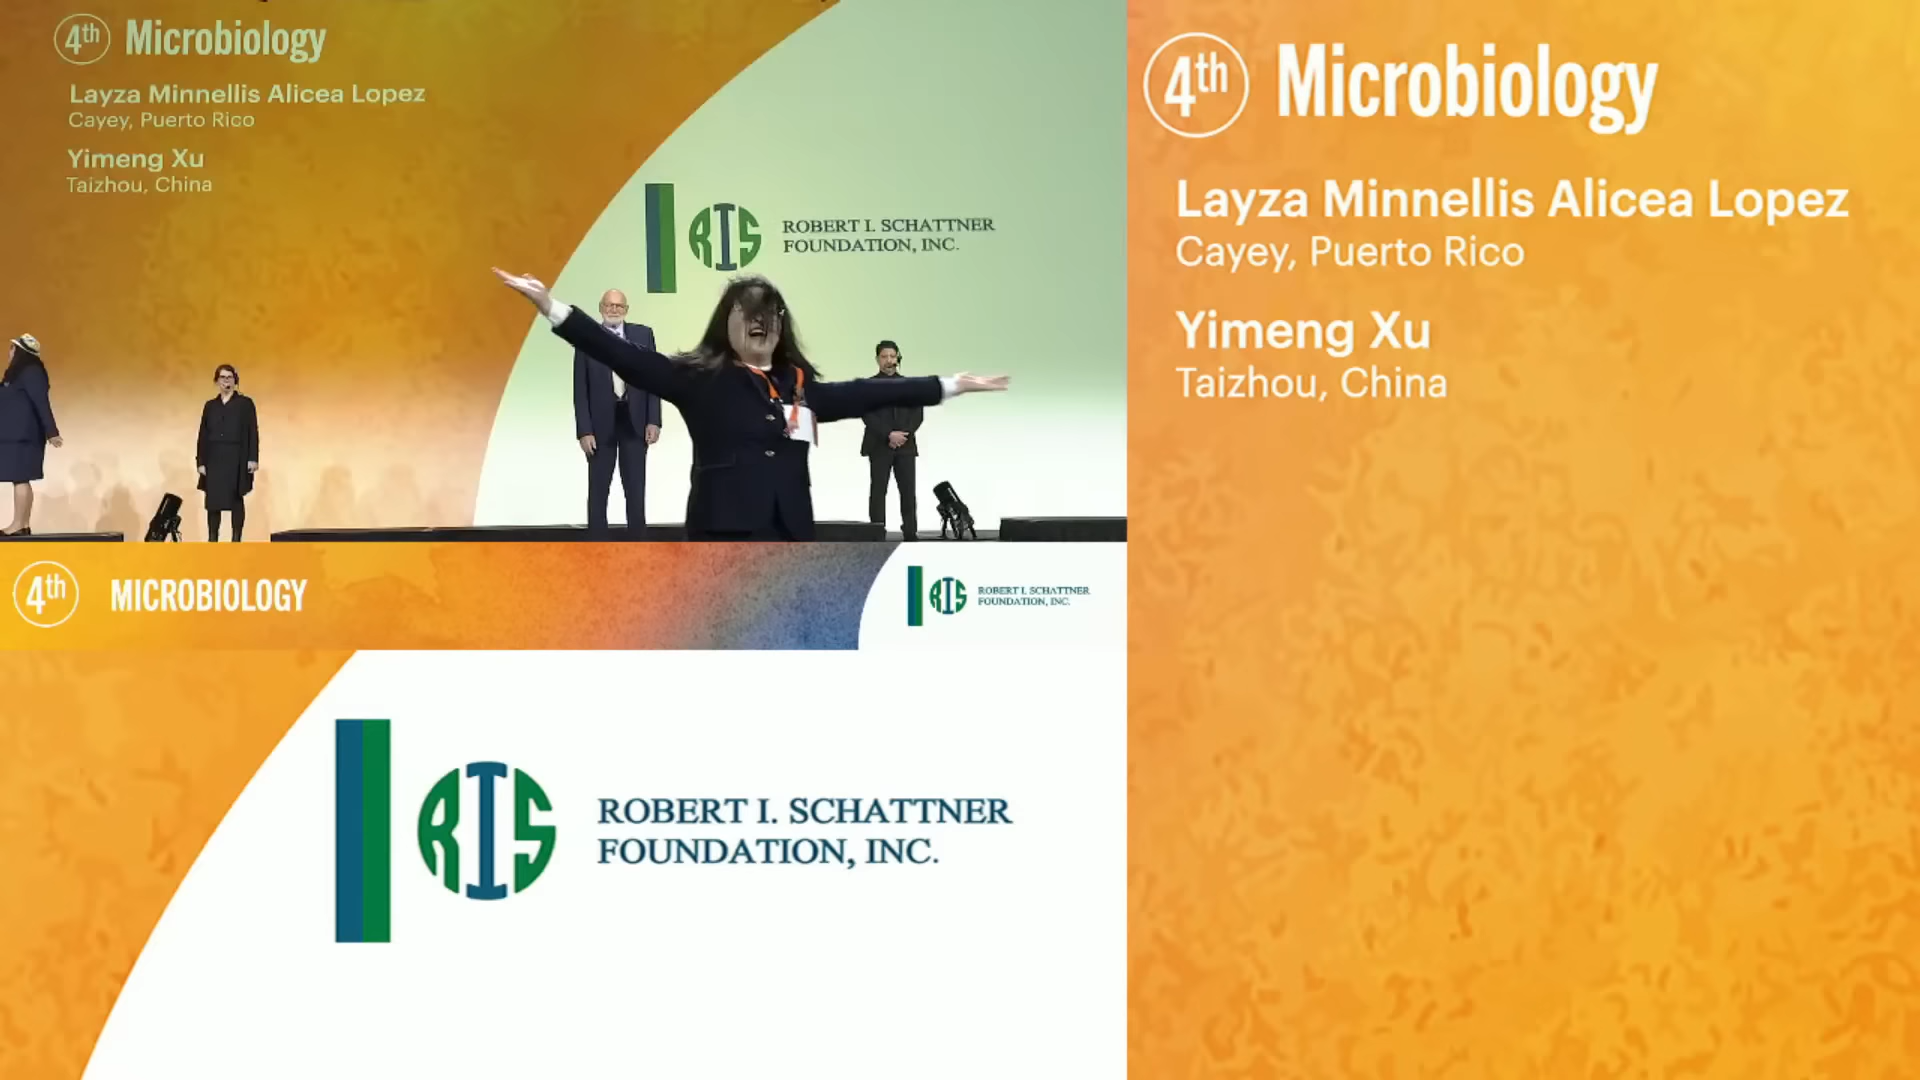 4th Microbiology
Layza Minnellis Alicea Lopez
Cayey, Puerto Rico
Yimeng Xu
Taizhou, China
RIS
ROBERT I. SCHATTNER
FOUNDATION, INC.
4th MICROBIOLOGY
RIS
ROBERT I. SCHATTNER
FOUNDATION, INC.
RIS
ROBERT I. SCHATTNER
FOUNDATION, INC.
4th Microbiology
Layza Minnellis Alicea Lopez
Cayey, Puerto Rico
Yimeng Xu
Taizhou, China